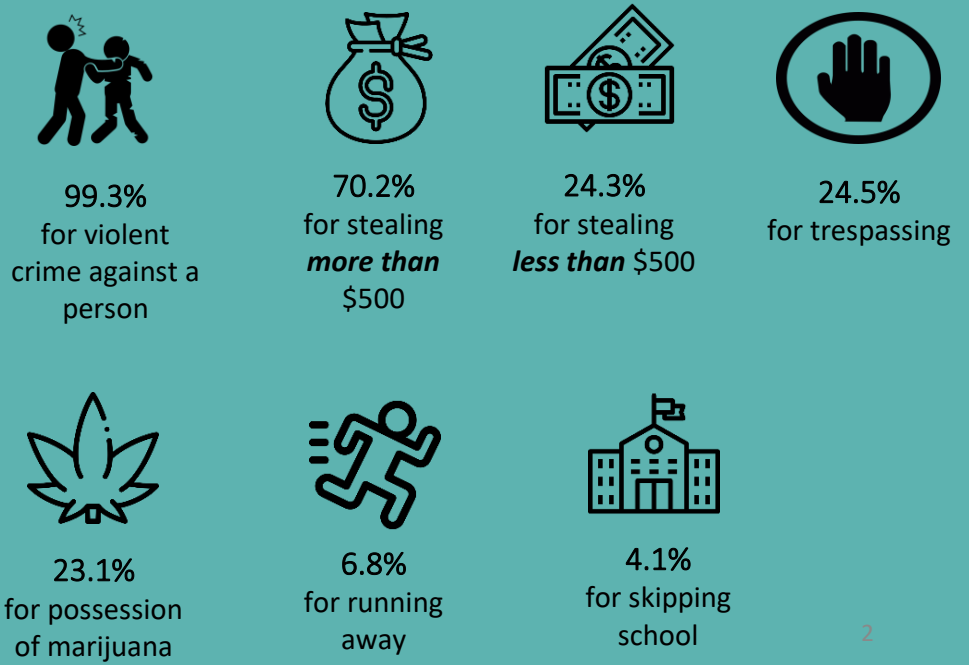 99.3%
for violent
crime against a
person
70.2%
for stealing
more than
$500
24.3%
for stealing
less than $500
24.5%
for trespassing
23.1%
for possession
of marijuana
6.8%
for running
away
4.1%
for skipping
school
2